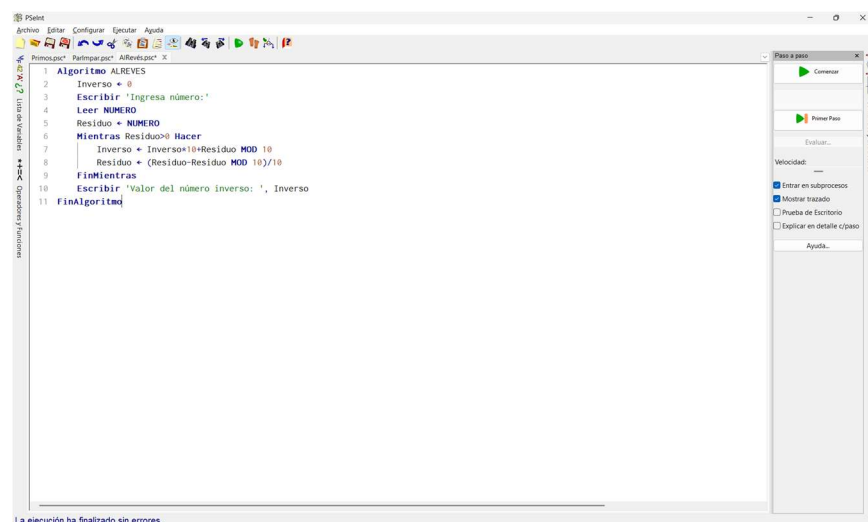 PSeInt
Archivo Editar Configurar Ejecutar Ayuda
Primos.psc* ParImpar.psc* AlRevés.psc* X
1 Algoritmo ALREVES
2 Inverso ← 0
3 Escribir 'Ingresa número:'
4 Leer NUMERO
5 Residuo ← NUMERO
6 Mientras Residuo>0 Hacer
7 Inverso ← Inverso*10+Residuo MOD 10
8 Residuo ← (Residuo-Residuo MOD 10)/10
9 FinMientras
10 Escribir 'Valor del número inverso: ', Inverso
11 FinAlgoritmo
Lista de Variables
*+=< Operadores y Funciones
Paso a paso
Comenzar
Primer Paso
Evaluar...
Velocidad:
Entrar en subprocesos
Mostrar trazado
Prueba de Escritorio
Explicar en detalle c/paso
Ayuda...
La ejecución ha finalizado sin errores.